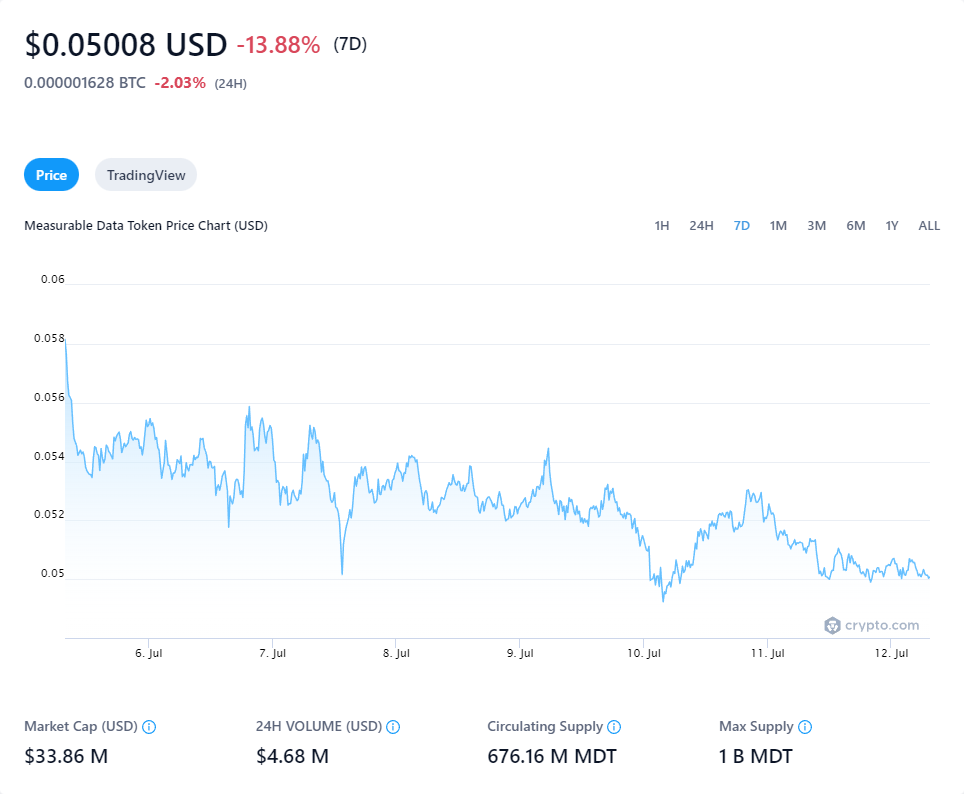 $0.05008 USD -13.88% (7D)
0.000001628 BTC -2.03% (24H)
Price TradingView
Measurable Data Token Price Chart (USD) 1H 24H 7D 1M 3M 6M 1Y ALL
0.06
0.058
0.056
0.054
0.052
0.05
crypto.com
6. Jul 7. Jul 8. Jul 9. Jul 10. Jul 11. Jul 12. Jul
Market Cap (USD) 24H VOLUME (USD) Circulating Supply Max Supply
$33.86 M $4.68 M 676.16 M MDT 1 B MDT